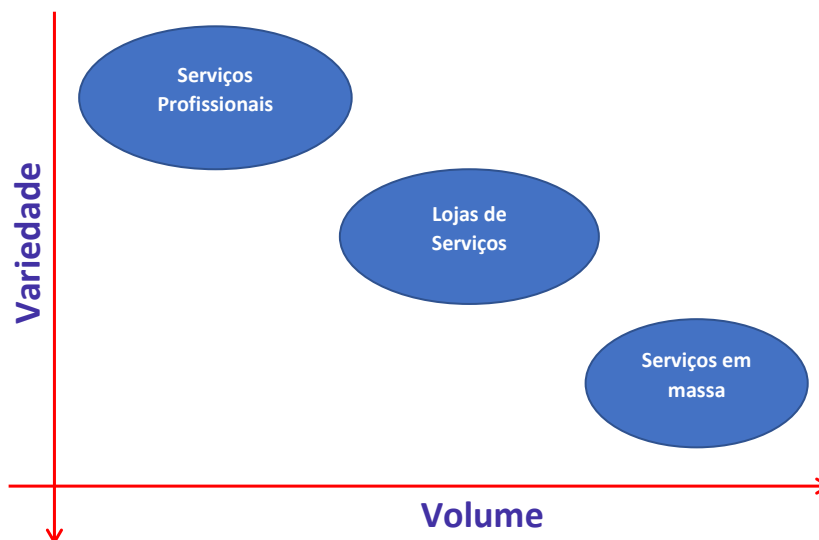 Serviços
Profissionais
Variedade
Lojas de
Serviços
Serviços em
massa
Volume